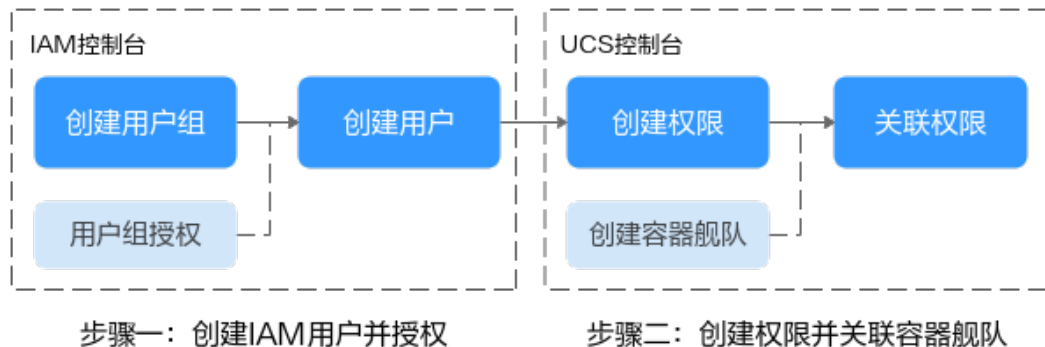 IAM控制台
UCS控制台
创建用户组
创建用户
创建权限
关联权限
用户组授权
创建容器舰队
步骤一：创建IAM用户并授权
步骤二：创建权限并关联容器舰队